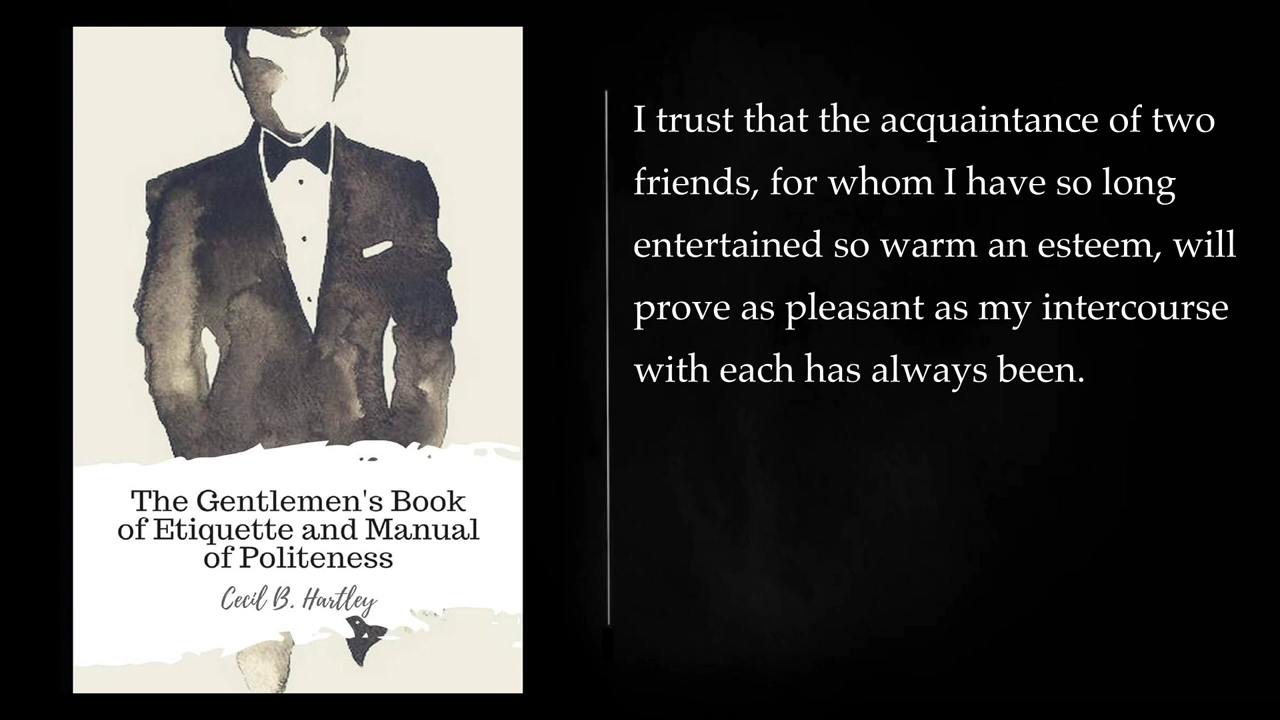 The Gentlemen's Book
of Etiquette and Manual
of Politeness
Cecil B. Hartley
I trust that the acquaintance of two
friends, for whom I have so long
entertained so warm an esteem, will
prove as pleasant as my intercourse
with each has always been.